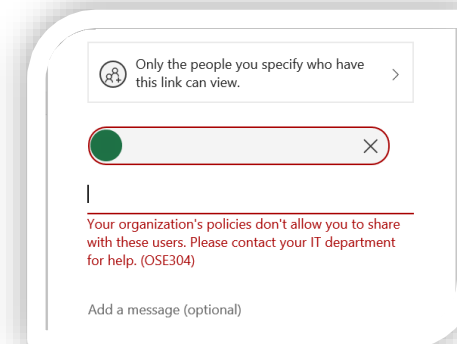 Only the people you specify who have
this link can view.
Your organization's policies don't allow you to share
with these users. Please contact your IT department
for help. (OSE304)
Add a message (optional)